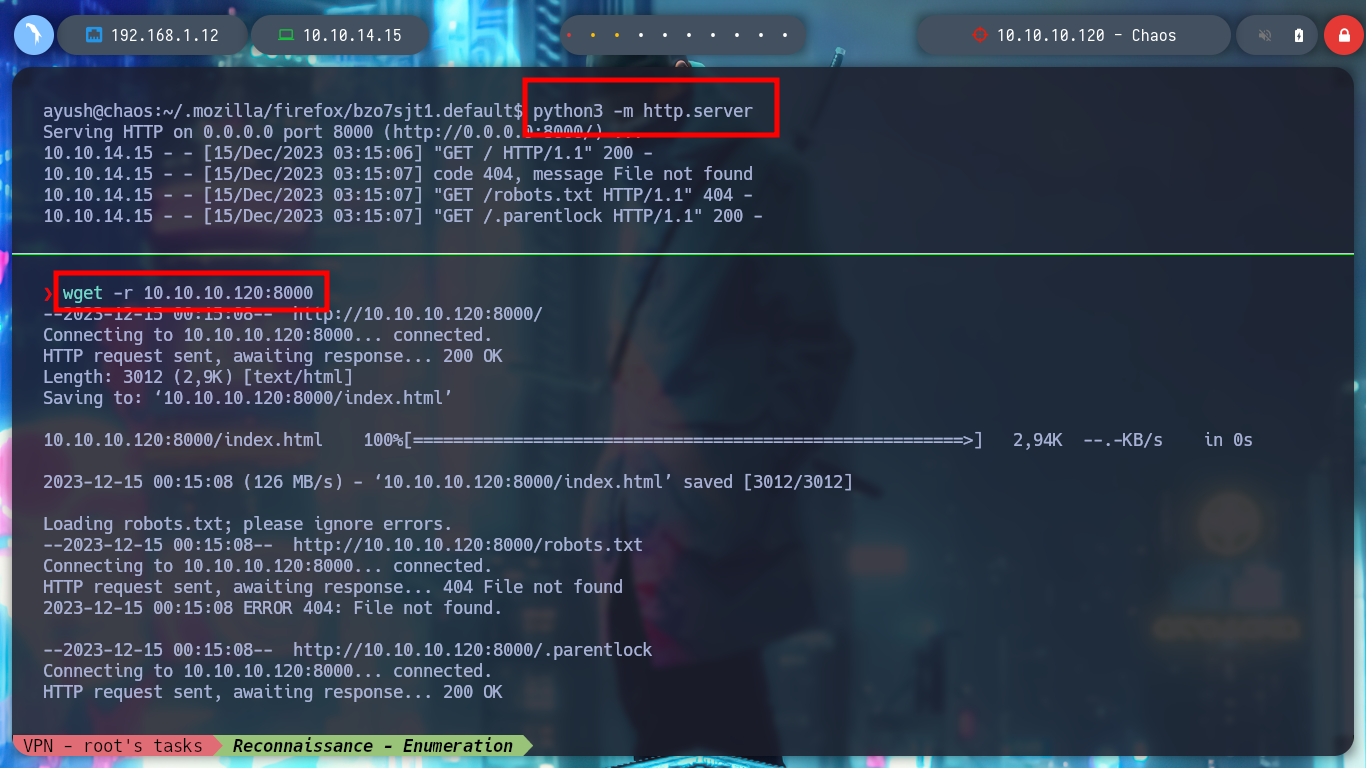 192.168.1.12
10.10.14.15
10.10.10.120 - Chaos
ayush@chaos:~/.mozilla/firefox/bzo7sjt1.default$ python3 -m http.server
Serving HTTP on 0.0.0.0 port 8000 (http://0.0.0.0:8000/) ...
10.10.14.15 - - [15/Dec/2023 03:15:06] "GET / HTTP/1.1" 200 -
10.10.14.15 - - [15/Dec/2023 03:15:07] code 404, message File not found
10.10.14.15 - - [15/Dec/2023 03:15:07] "GET /robots.txt HTTP/1.1" 404 -
10.10.14.15 - - [15/Dec/2023 03:15:07] "GET /.parentlock HTTP/1.1" 200 -
❯ wget -r 10.10.10.120:8000
--2023-12-15 00:15:08--  http://10.10.10.120:8000/
Connecting to 10.10.10.120:8000... connected.
HTTP request sent, awaiting response... 200 OK
Length: 3012 (2,9K) [text/html]
Saving to: ‘10.10.10.120:8000/index.html’
10.10.10.120:8000/index.html    100%[=======================================================>]   2,94K  --.-KB/s    in 0s
2023-12-15 00:15:08 (126 MB/s) - ‘10.10.10.120:8000/index.html’ saved [3012/3012]
Loading robots.txt; please ignore errors.
--2023-12-15 00:15:08--  http://10.10.10.120:8000/robots.txt
Connecting to 10.10.10.120:8000... connected.
HTTP request sent, awaiting response... 404 File not found
2023-12-15 00:15:08 ERROR 404: File not found.
--2023-12-15 00:15:08--  http://10.10.10.120:8000/.parentlock
Connecting to 10.10.10.120:8000... connected.
HTTP request sent, awaiting response... 200 OK
VPN - root's tasks  Reconnaissance - Enumeration